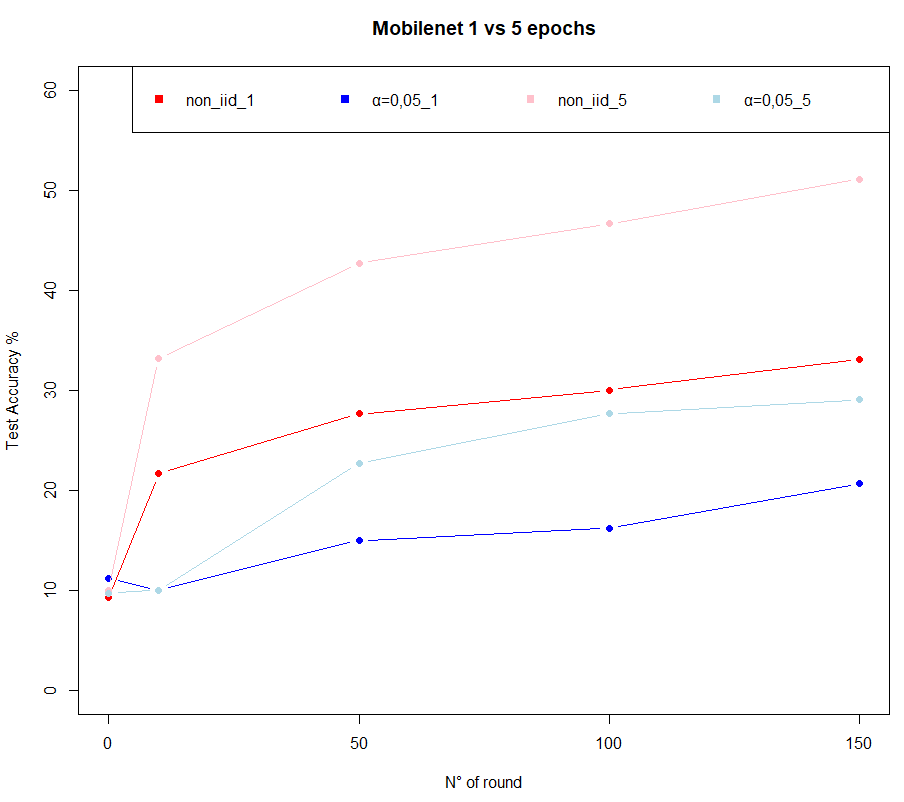 Mobilenet 1 vs 5 epochs
non_iid_1 α=0,05_1 non_iid_5 α=0,05_5
60
50
40
30
20
10
0
Test Accuracy %
0 50 100 150
N° of round